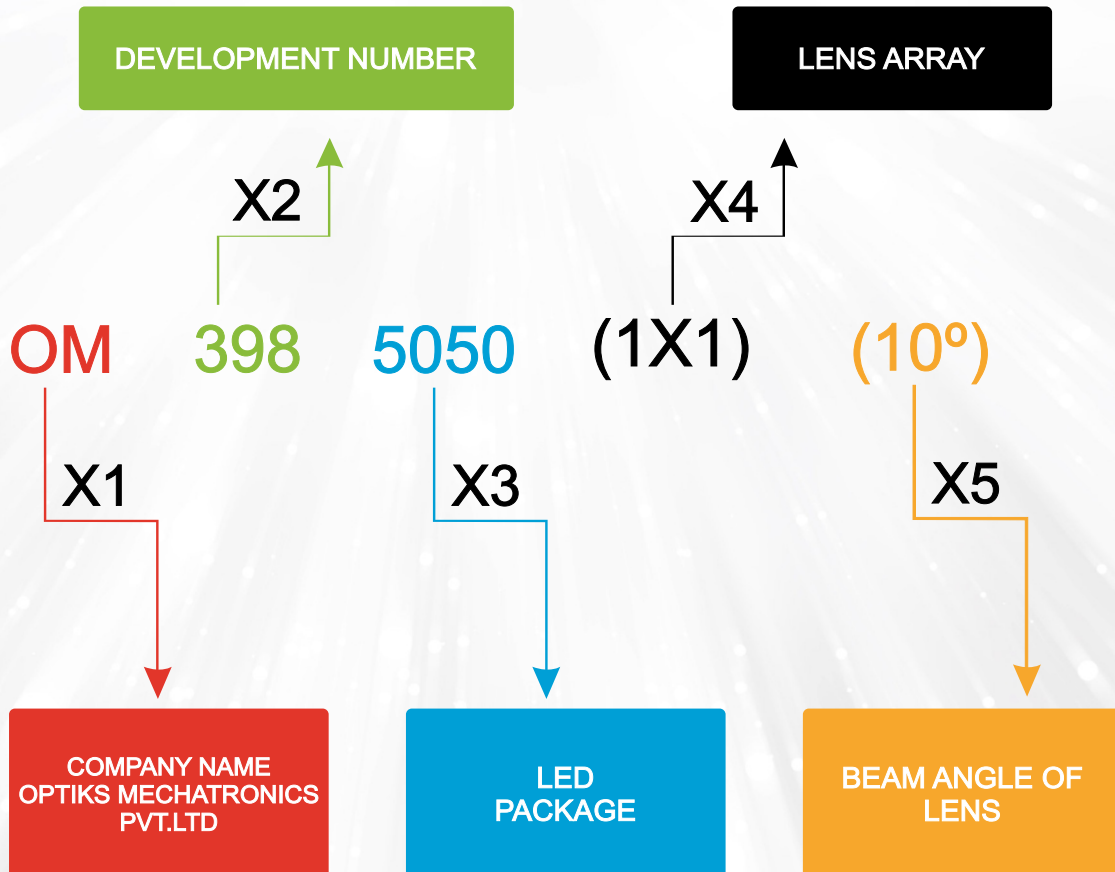 DEVELOPMENT NUMBER
LENS ARRAY
X2
X4
OM 398 5050 (1X1) (10º)
X1
X3
X5
COMPANY NAME
OPTIKS MECHATRONICS
PVT.LTD
LED
PACKAGE
BEAM ANGLE OF
LENS